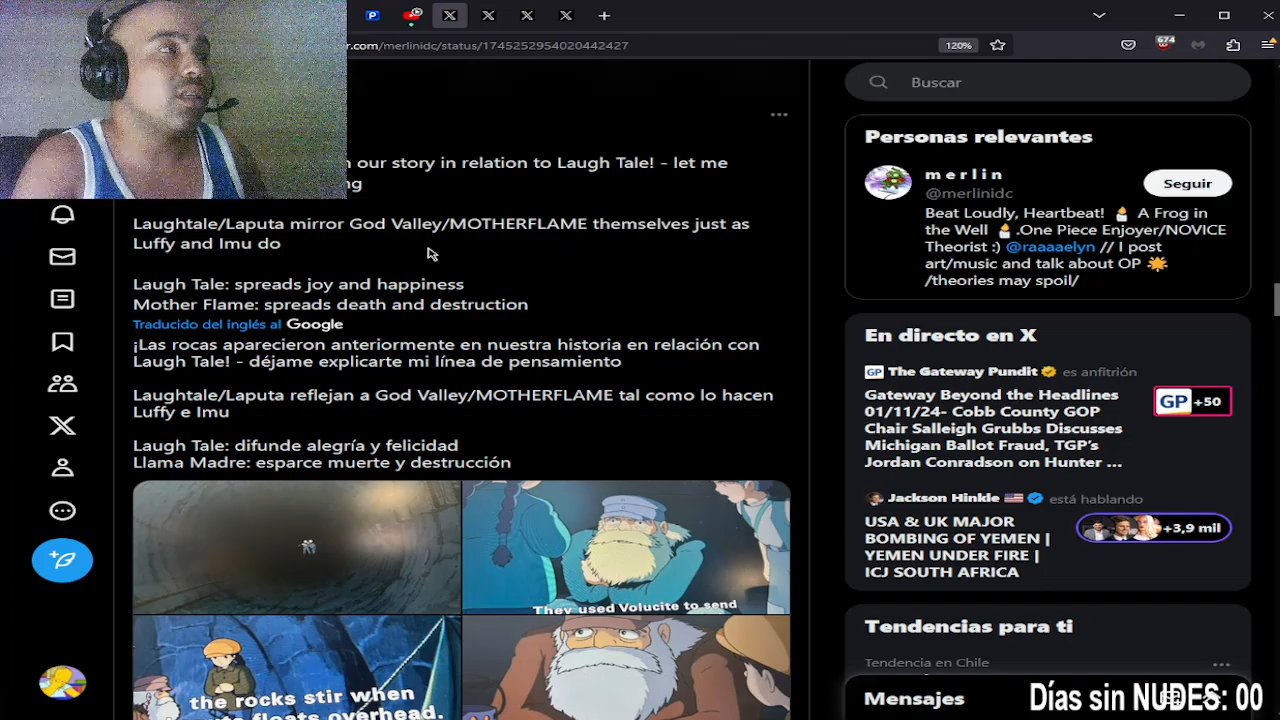 .com/merlinidc/status/1745252954020442427
120%
674
our story in relation to Laugh Tale! - let me
Laughtale/Laputa mirror God Valley/MOTHERFLAME themselves just as
Luffy and Imu do
Laugh Tale: spreads joy and happiness
Mother Flame: spreads death and destruction
Traducido del inglés al Google
¡Las rocas aparecieron anteriormente en nuestra historia en relación con
Laugh Tale! - déjame explicarte mi línea de pensamiento
Laughtale/Laputa reflejan a God Valley/MOTHERFLAME tal como lo hacen
Luffy e Imu
Laugh Tale: difunde alegría y felicidad
Llama Madre: esparce muerte y destrucción
They used Volucite to send
the rocks stir when
floats overhead.
Buscar
Personas relevantes
m e r l i n
@merlinidc
Seguir
Beat Loudly, Heartbeat! A Frog in
the Well .One Piece Enjoyer/NOVICE
Theorist :) @raaaaelyn // I post
art/music and talk about OP
/theories may spoil/
En directo en X
GP The Gateway Pundit es anfitrión
Gateway Beyond the Headlines
01/11/24- Cobb County GOP
Chair Salleigh Grubbs Discusses
Michigan Ballot Fraud, TGP's
Jordan Conradson on Hunter ...
GP +50
Jackson Hinkle está hablando
USA & UK MAJOR
BOMBING OF YEMEN |
YEMEN UNDER FIRE |
ICJ SOUTH AFRICA
+3,9 mil
Tendencias para ti
Tendencia en Chile
Mensajes
Días sin NUDES: 00